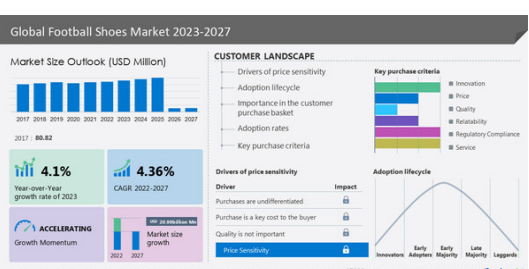 Global Football Shoes Market 2023-2027
Market Size Outlook (USD Million)
2017 2018 2019 2020 2021 2022 2023 2024 2025 2026 2027
2017 : 80.82
4.1%
Year-over-Year
growth rate of 2023
4.36%
CAGR 2022-2027
ACCELERATING
Growth Momentum
USD
Market size
growth
2022 2027
CUSTOMER LANDSCAPE
Drivers of price sensitivity
Adoption lifecycle
Importance in the customer
purchase basket
Adoption rates
Key purchase criteria
Key purchase criteria
Innovation
Price
Quality
Relatability
Regulatory Compliance
Service
Drivers of price sensitivity
Driver Impact
Purchases are undifferentiated
Purchase is a key cost to the buyer
Quality is not important
Price Sensitivity
Adoption lifecycle
Innovators
Early
Adopters
Early
Majority
Late
Majority
Laggards